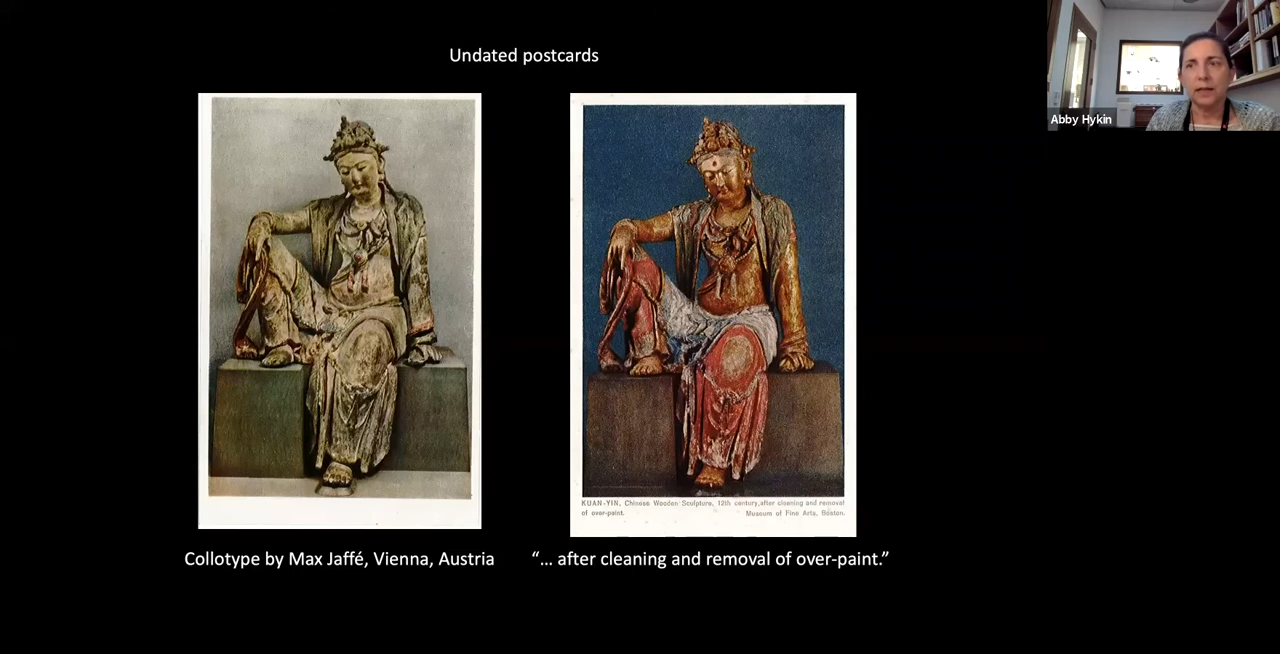 Undated postcards
Abby Hykin
KUAN-YIN, Chinese Wooden Sculpture, 12th century, after cleaning and removal
of over-paint. Museum of Fine Arts, Boston.
Collotype by Max Jaffé, Vienna, Austria
“... after cleaning and removal of over-paint.”